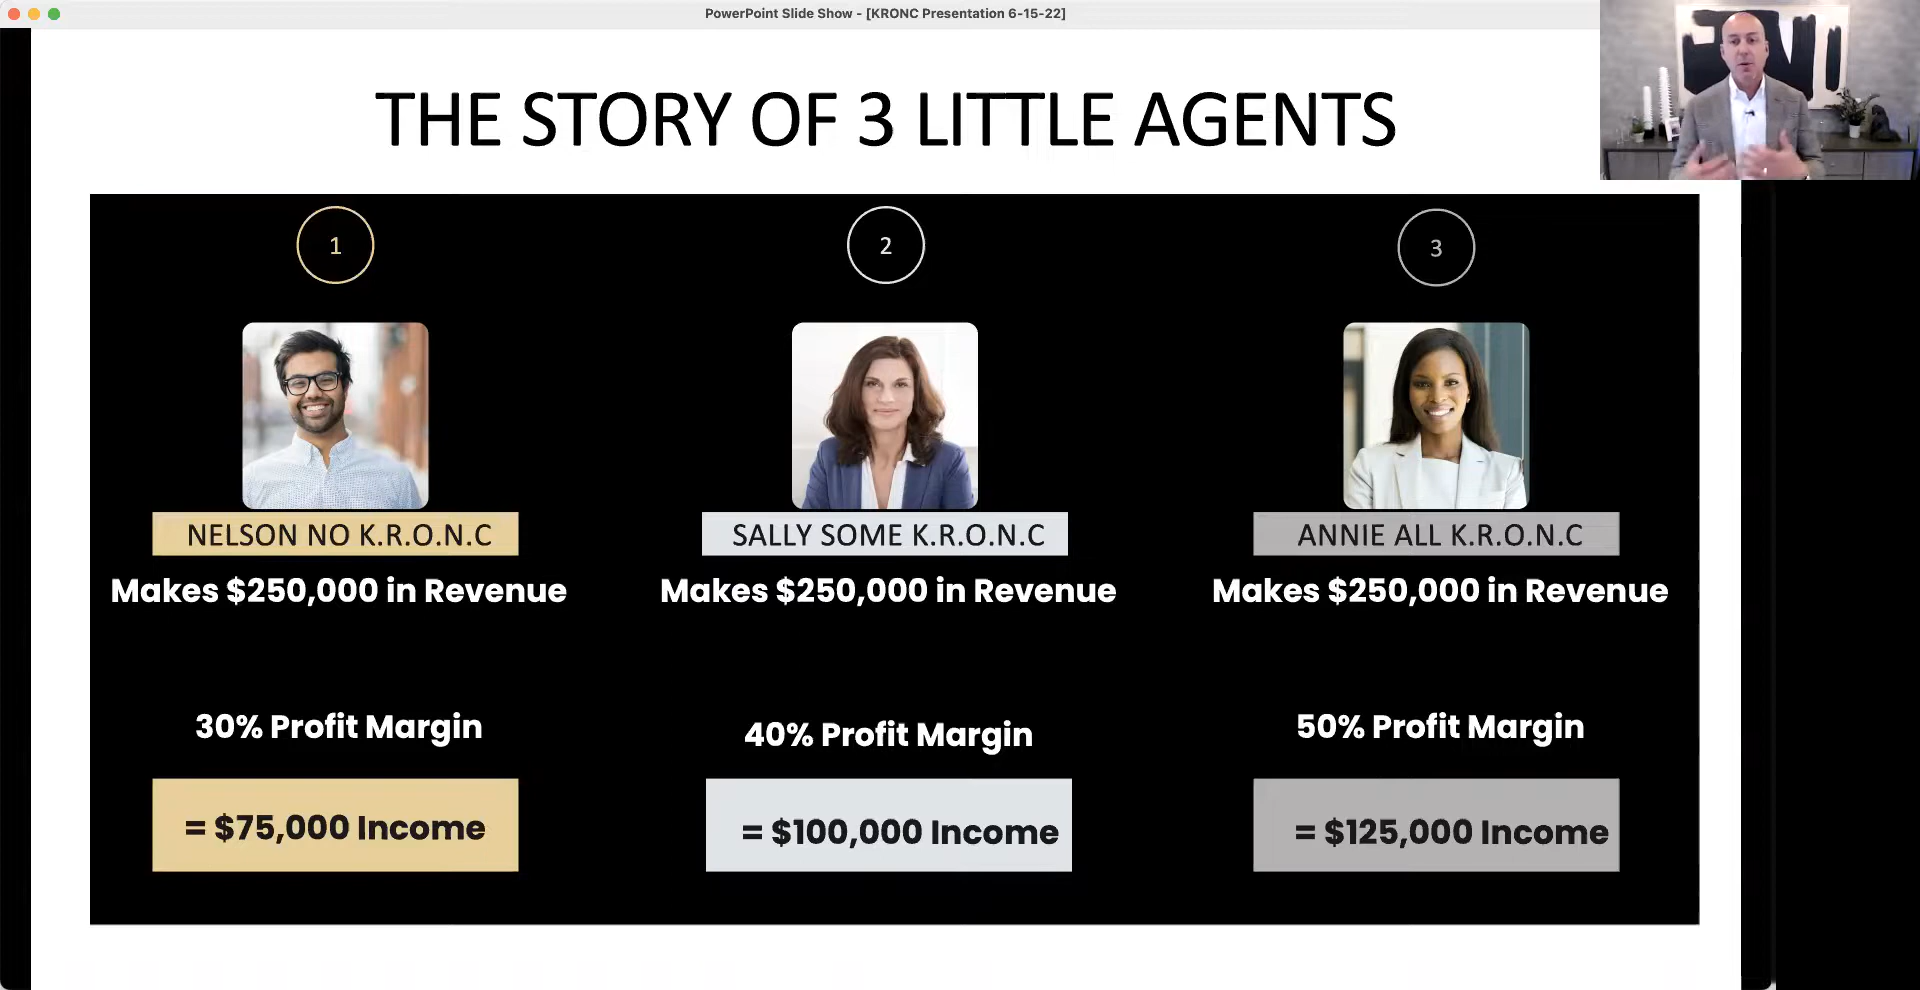 PowerPoint Slide Show - [KRONC Presentation 6-15-22]
THE STORY OF 3 LITTLE AGENTS
1
2
3
NELSON NO K.R.O.N.C
SALLY SOME K.R.O.N.C
ANNIE ALL K.R.O.N.C
Makes $250,000 in Revenue
Makes $250,000 in Revenue
Makes $250,000 in Revenue
30% Profit Margin
40% Profit Margin
50% Profit Margin
= $75,000 Income
= $100,000 Income
= $125,000 Income